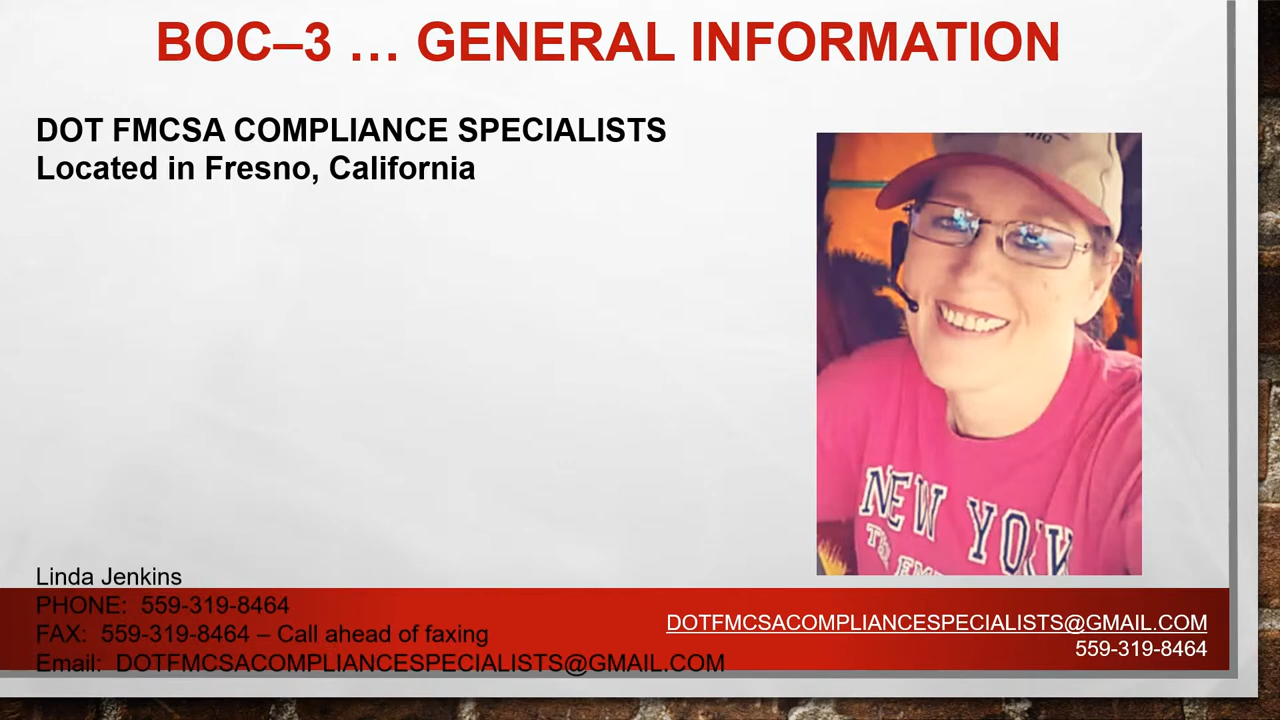 BOC–3 … GENERAL INFORMATION
DOT FMCSA COMPLIANCE SPECIALISTS
Located in Fresno, California
NEW YORK
Linda Jenkins
PHONE: 559-319-8464
FAX: 559-319-8464 – Call ahead of faxing
Email: DOTFMCSACOMPLIANCESPECIALISTS@GMAIL.COM
DOTFMCSACOMPLIANCESPECIALISTS@GMAIL.COM
559-319-8464